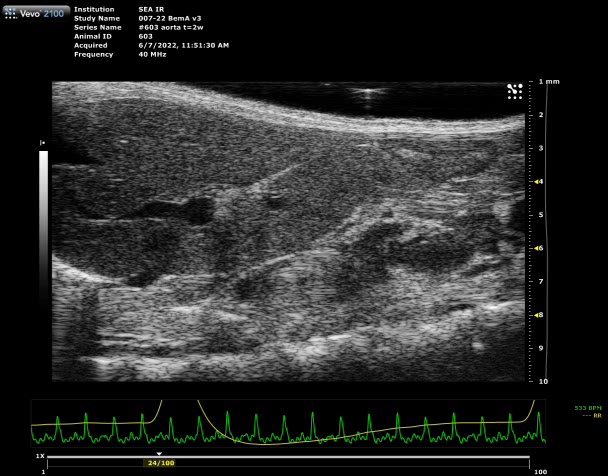 Vevo 2100
Institution SEA IR
Study Name 007-22 BemA v3
Series Name #603 aorta t=2w
Animal ID 603
Acquired 6/7/2022, 11:51:30 AM
Frequency 40 MHz
1 mm
2
3
4
5
6
7
8
9
10
533 BPM
--- RR
1X
24/100
1
100